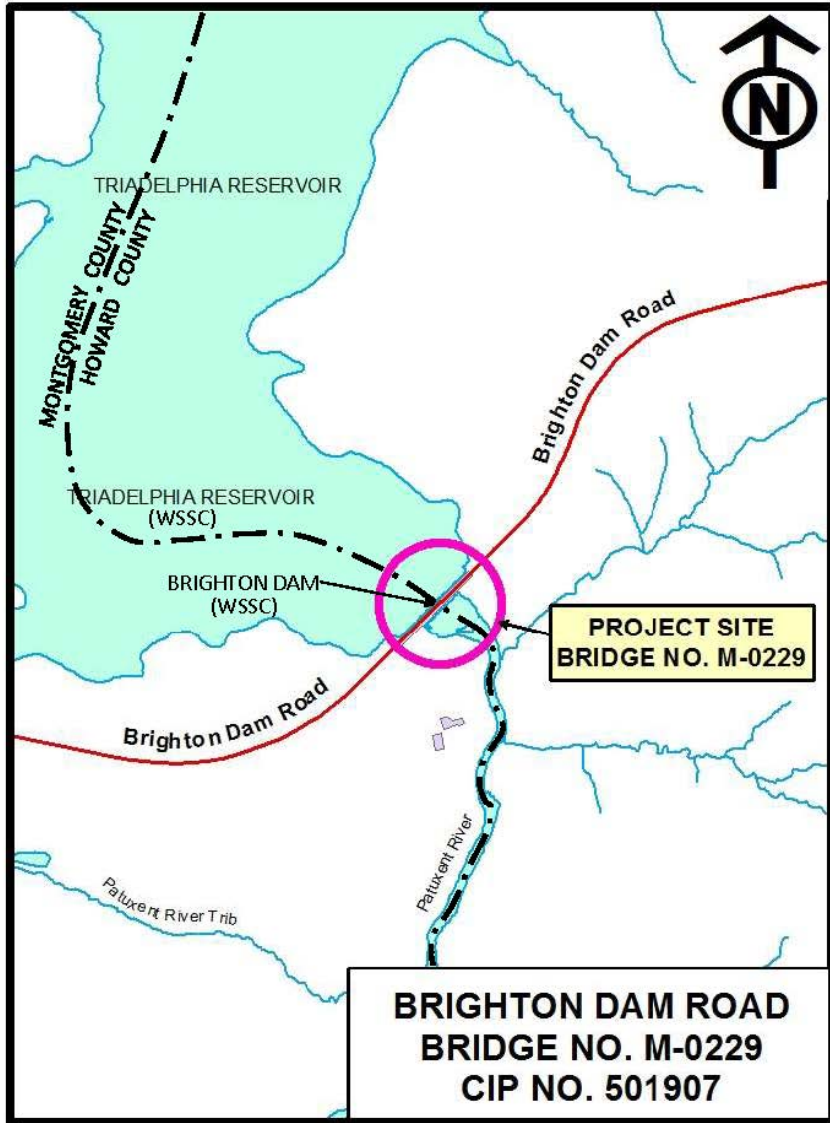 N
TRIADELPHIA RESERVOIR
MONTGOMERY COUNTY
HOWARD COUNTY
Brighton Dam Road
TRIADELPHIA RESERVOIR
(WSSC)
BRIGHTON DAM
(WSSC)
PROJECT SITE
BRIDGE NO. M-0229
Brighton Dam Road
Patuxent River
Patuxent River Trib
BRIGHTON DAM ROAD
BRIDGE NO. M-0229
CIP NO. 501907